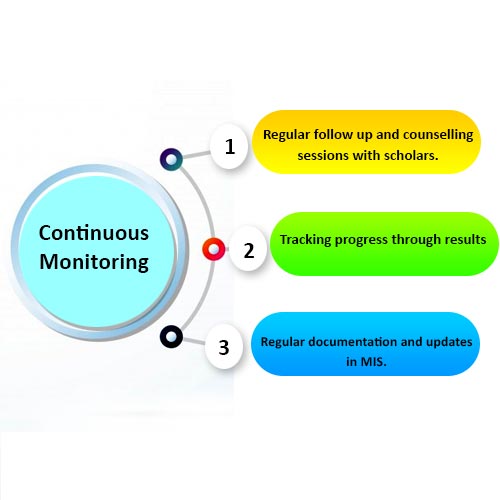 Continuous
Monitoring
1
Regular follow up and counselling
sessions with scholars.
2
Tracking progress through results
3
Regular documentation and updates
in MIS.